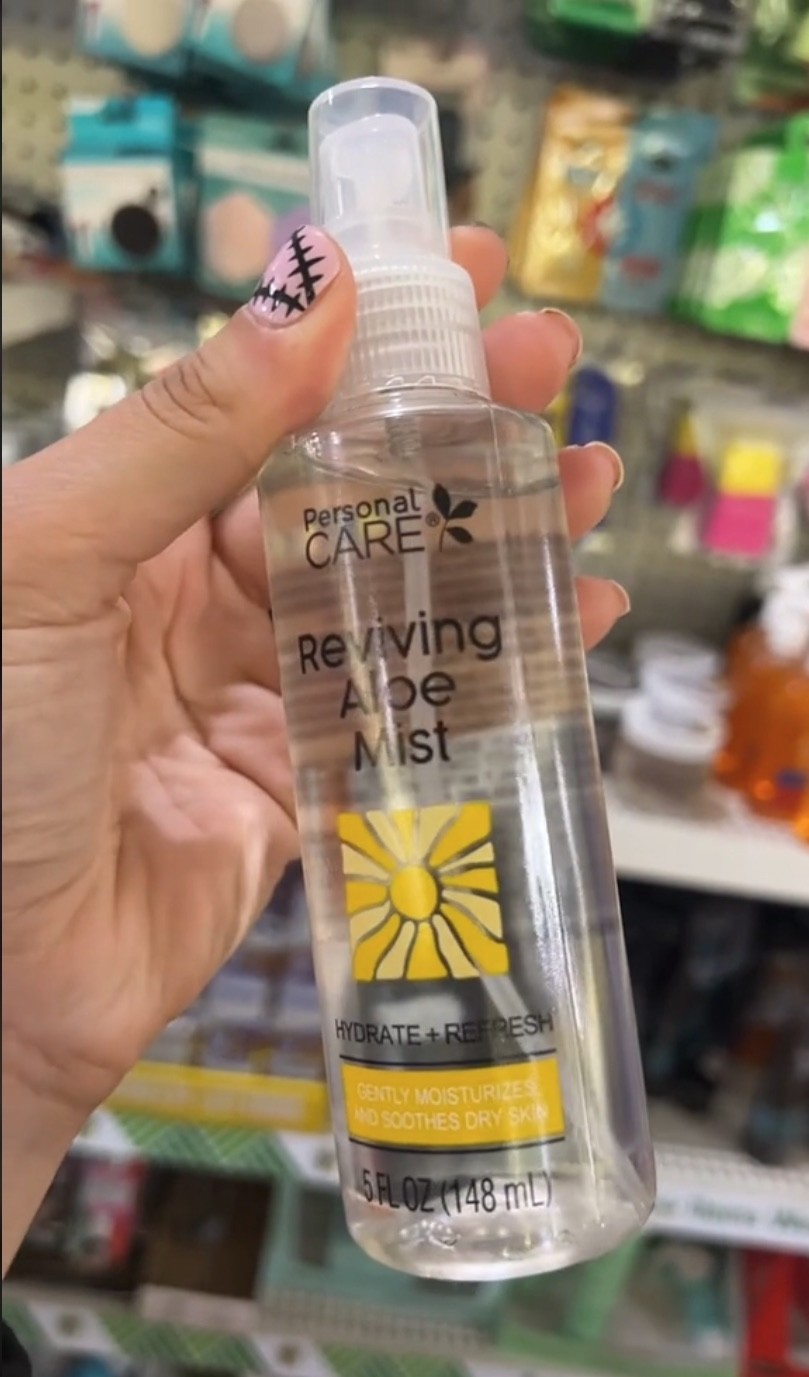 Personal
CARE®
Reviving
Aloe
Mist
HYDRATE + REFRESH
GENTLY MOISTURIZES
AND SOOTHES DRY SKIN
5 FL OZ (148 mL)